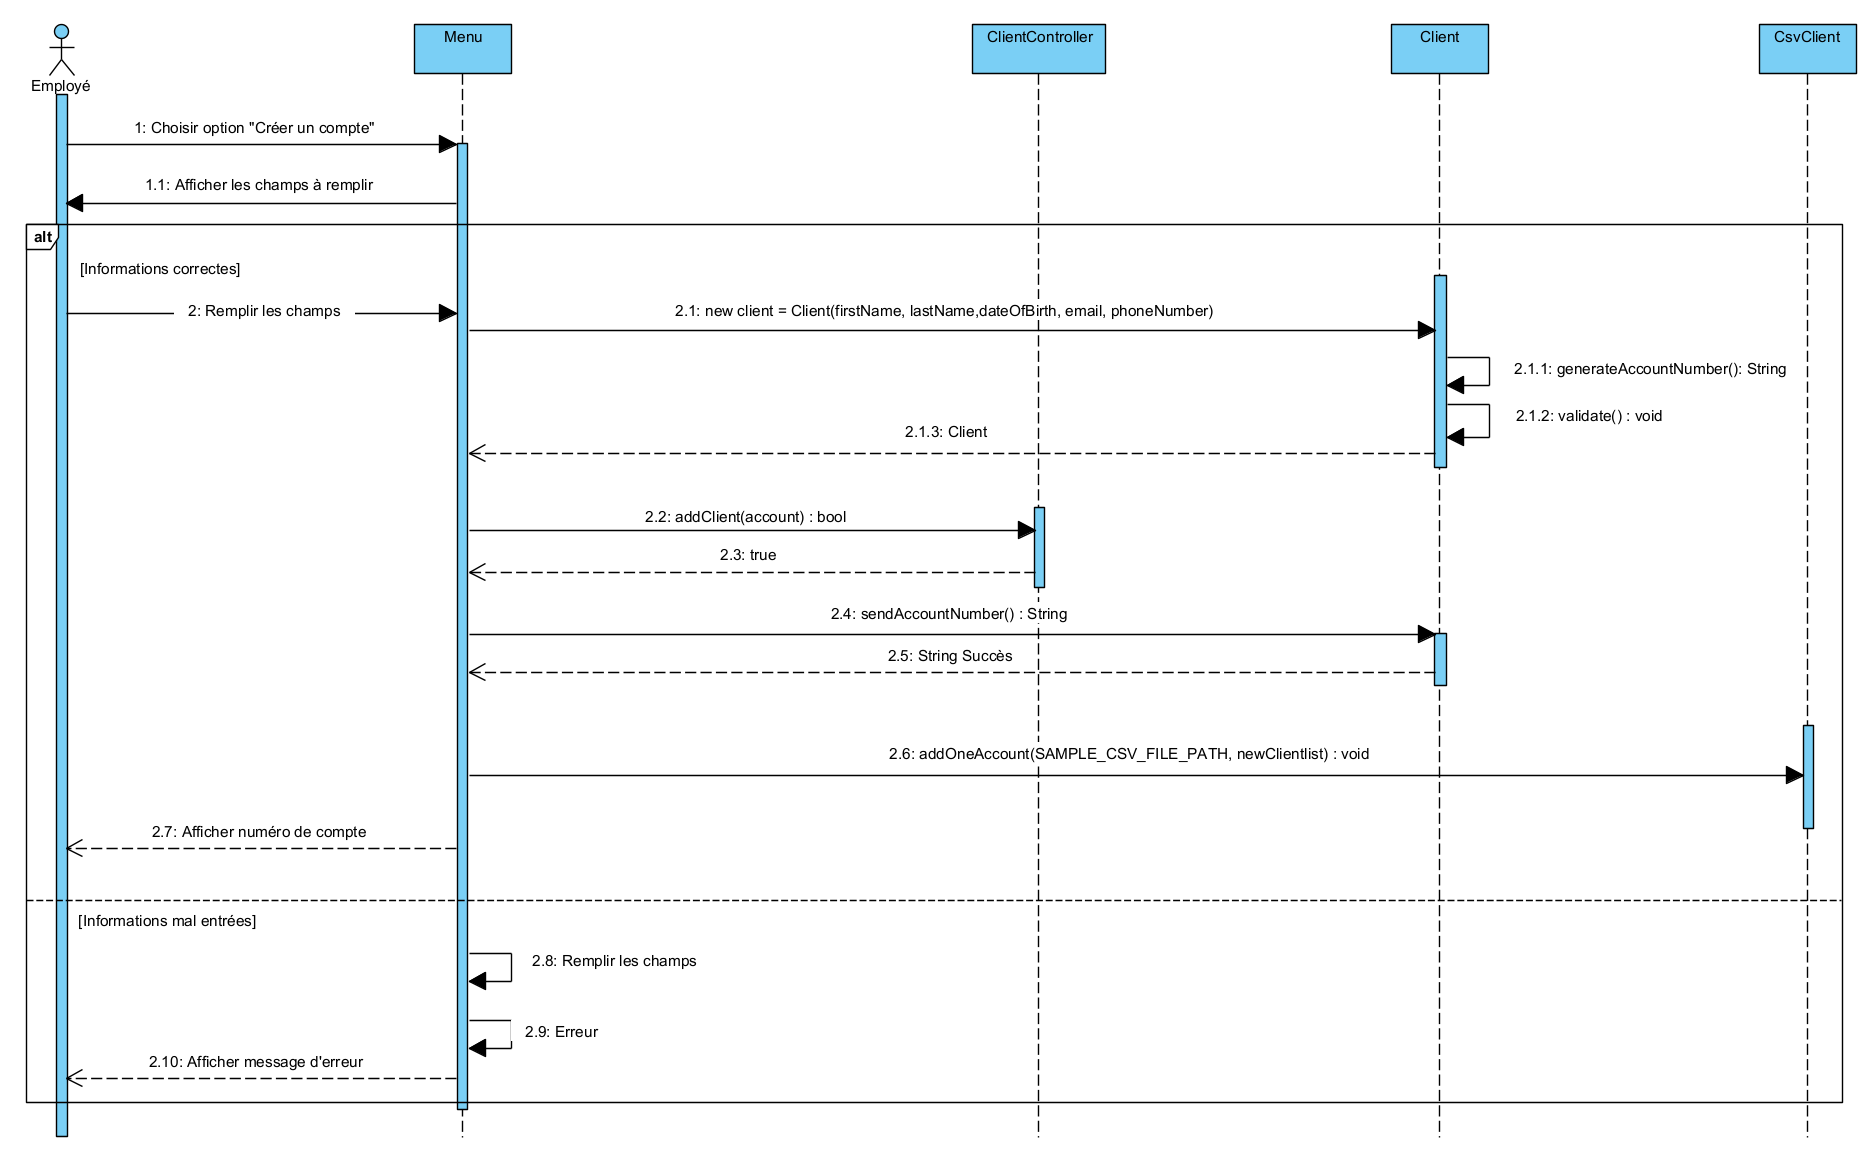 Employé
Menu
ClientController
Client
CsvClient
1: Choisir option "Créer un compte"
1.1: Afficher les champs à remplir
alt
[Informations correctes]
2: Remplir les champs
2.1: new client = Client(firstName, lastName,dateOfBirth, email, phoneNumber)
2.1.1: generateAccountNumber(): String
2.1.2: validate() : void
2.1.3: Client
2.2: addClient(account) : bool
2.3: true
2.4: sendAccountNumber() : String
2.5: String Succès
2.6: addOneAccount(SAMPLE_CSV_FILE_PATH, newClientlist) : void
2.7: Afficher numéro de compte
[Informations mal entrées]
2.8: Remplir les champs
2.9: Erreur
2.10: Afficher message d'erreur